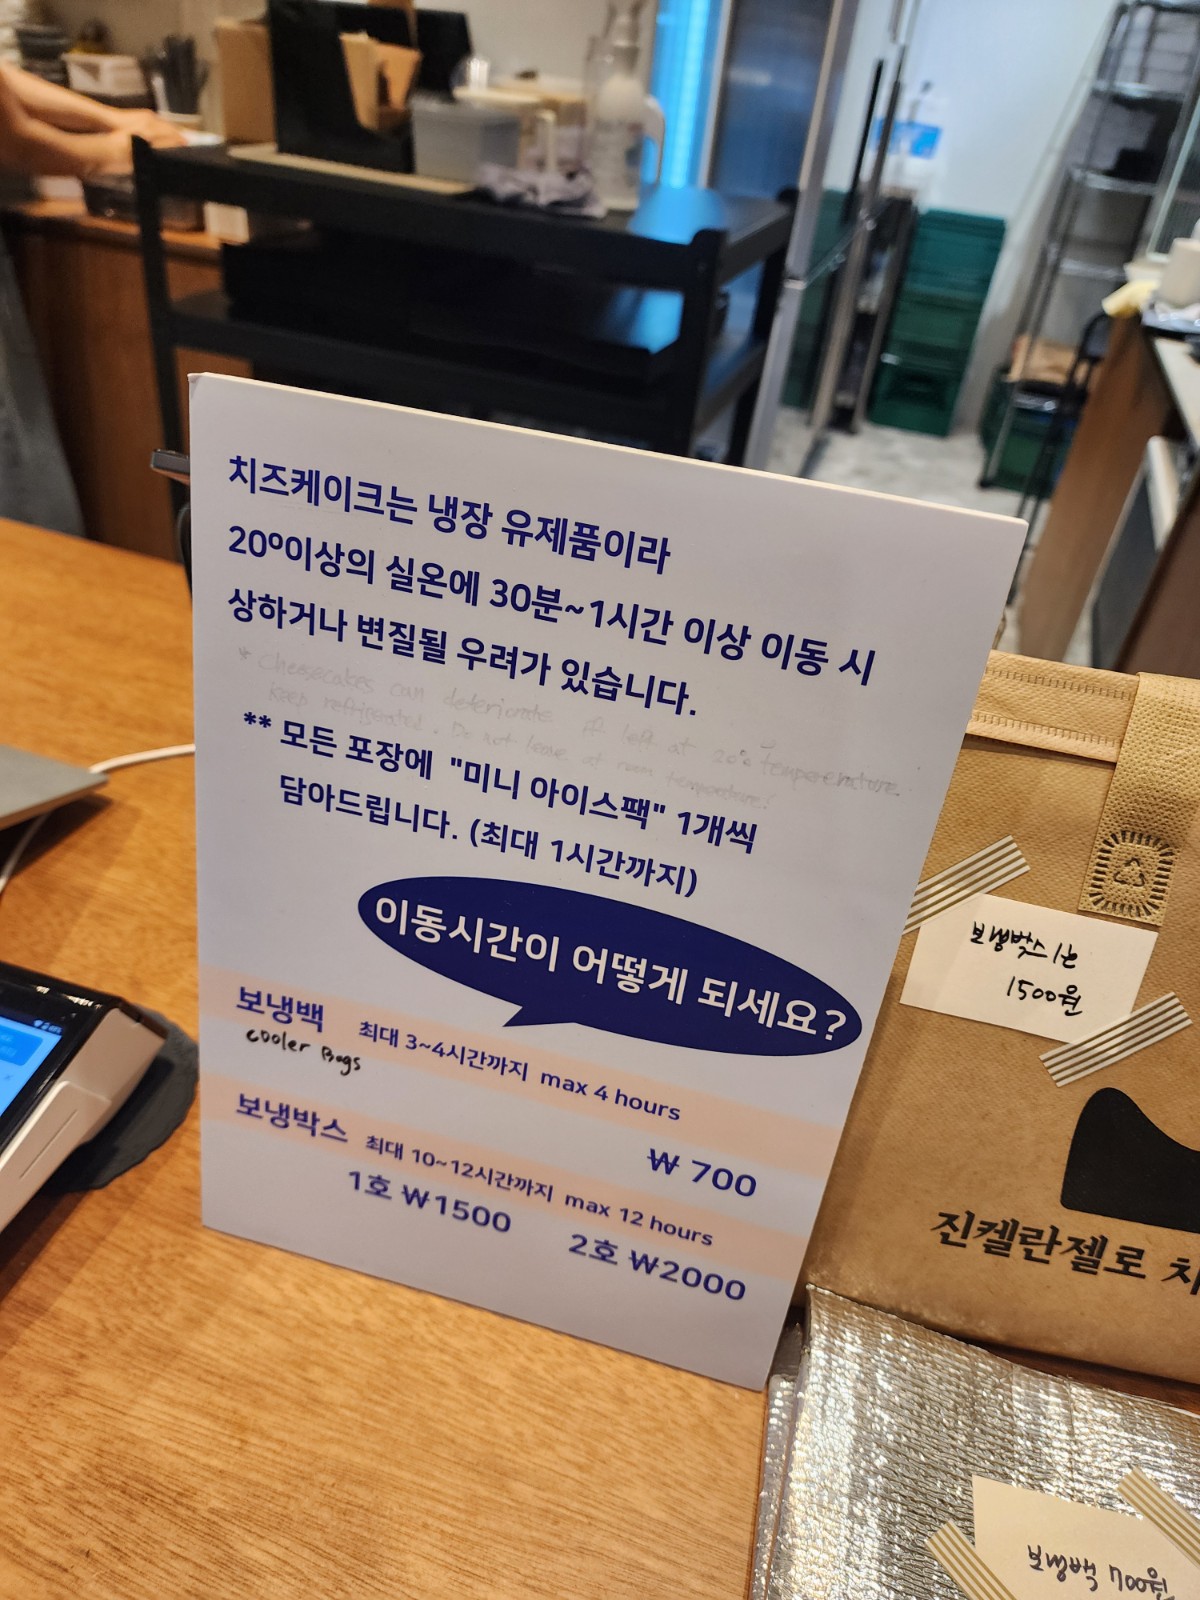 치즈케이크는 냉장 유제품이라
20º이상의 실온에 30분~1시간 이상 이동 시
상하거나 변질될 우려가 있습니다.
* Cheesecakes can deteriorate if left at 20°c temperature.
keep refrigerated. Do not leave at room temperature!
** 모든 포장에 "미니 아이스팩" 1개씩
담아드립니다. (최대 1시간까지)
이동시간이 어떻게 되세요?
보냉백 최대 3~4시간까지 max 4 hours
cooler Bags
₩ 700
보냉박스 최대 10~12시간까지 max 12 hours
1호 ₩1500 2호 ₩2000
보냉박스 1호
1500원
진켈란젤로 치
보냉백 700원